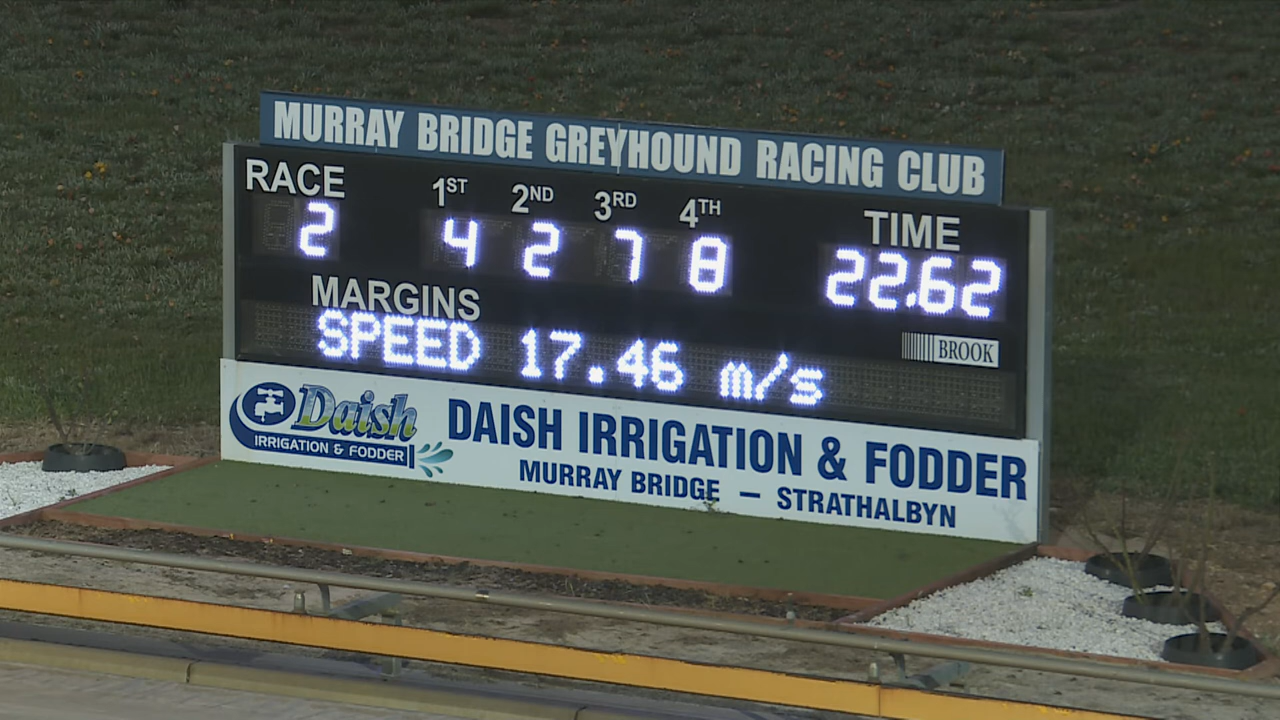 MURRAY BRIDGE GREYHOUND RACING CLUB
RACE 1ST 2ND 3RD 4TH TIME
2 4 2 7 8 22.62
MARGINS
SPEED 17.46 m/s
BROOK
Daish
IRRIGATION & FODDER
DAISH IRRIGATION & FODDER
MURRAY BRIDGE – STRATHALBYN